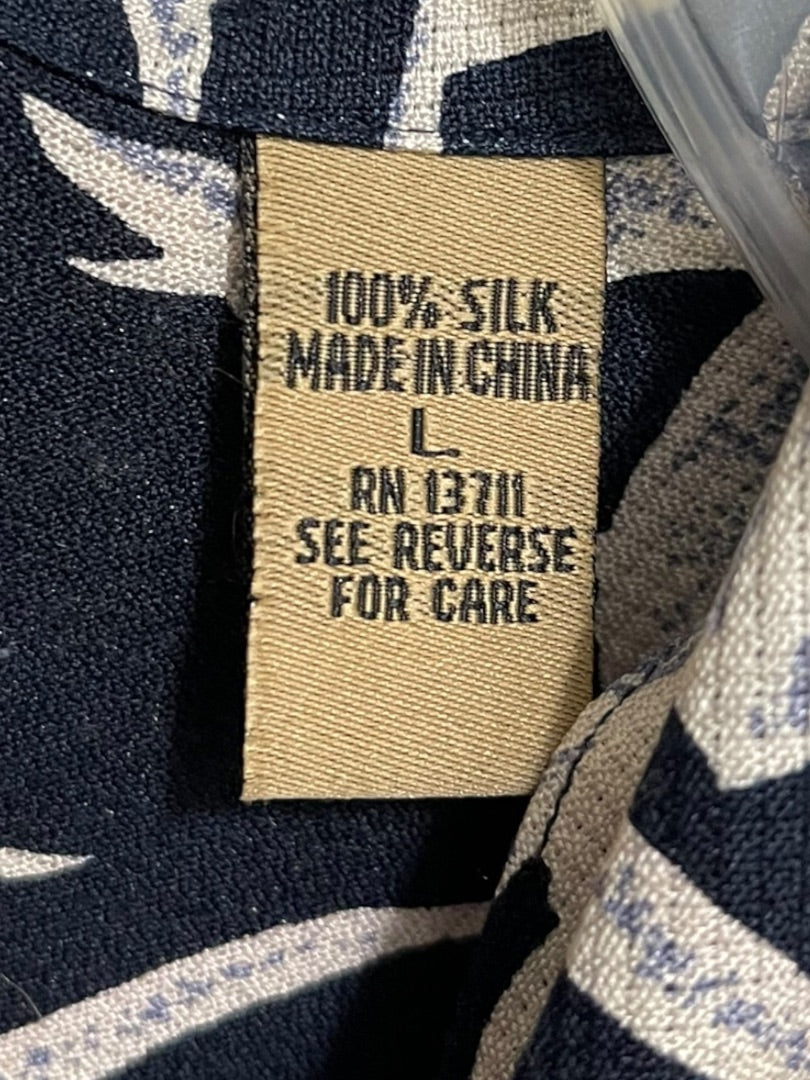 100% SILK
MADE IN CHINA
L
RN 13711
SEE REVERSE
FOR CARE